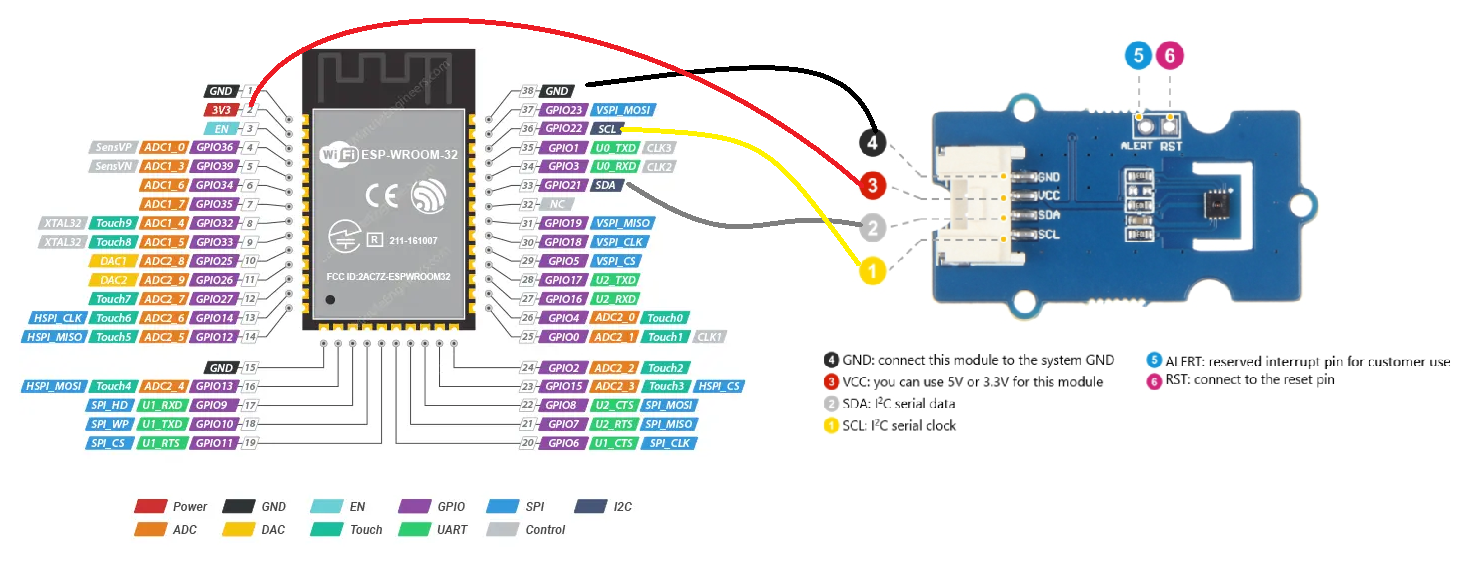 5 6
GND 1
3V3 2
EN 3
SensVP ADC1_0 GPIO36 4
SensVN ADC1_3 GPIO39 5
ADC1_6 GPIO34 6
ADC1_7 GPIO35 7
XTAL32 Touch9 ADC1_4 GPIO32 8
XTAL32 Touch8 ADC1_5 GPIO33 9
DAC1 ADC2_8 GPIO25 10
DAC2 ADC2_9 GPIO26 11
Touch7 ADC2_7 GPIO27 12
HSPI_CLK Touch6 ADC2_6 GPIO14 13
HSPI_MISO Touch5 ADC2_5 GPIO12 14
GND 15
HSPI_MOSI Touch4 ADC2_4 GPIO13 16
SPI_HD U1_RXD GPIO9 17
SPI_WP U1_TXD GPIO10 18
SPI_CS U1_RTS GPIO11 19
WiFi ESP-WROOM-32
CE
R 211-161007
FCC ID:2AC7Z-ESPWROOM32
38 GND
37 GPIO23 VSPI_MOSI
36 GPIO22 SCL
35 GPIO1 U0_TXD CLK3
34 GPIO3 U0_RXD CLK2
33 GPIO21 SDA
32 NC
31 GPIO19 VSPI_MISO
30 GPIO18 VSPI_CLK
29 GPIO5 VSPI_CS
28 GPIO17 U2_TXD
27 GPIO16 U2_RXD
26 GPIO4 ADC2_0 Touch0
25 GPIO0 ADC2_1 Touch1 CLK1
24 GPIO2 ADC2_2 Touch2
23 GPIO15 ADC2_3 Touch3 HSPI_CS
22 GPIO8 U2_CTS SPI_MOSI
21 GPIO7 U2_RTS SPI_MISO
20 GPIO6 U1_CTS SPI_CLK
4
3
2
1
ALERT RST
GND
VCC
SDA
SCL
4 GND: connect this module to the system GND
3 VCC: you can use 5V or 3.3V for this module
2 SDA: I²C serial data
1 SCL: I²C serial clock
5 ALERT: reserved interrupt pin for customer use
6 RST: connect to the reset pin
Power GND EN GPIO SPI I2C
ADC DAC Touch UART Control